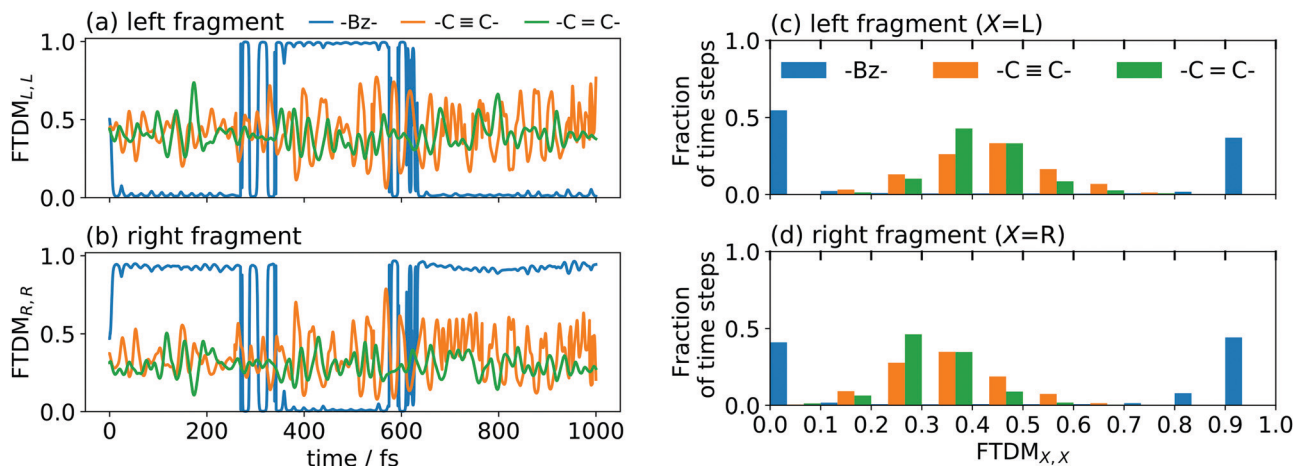 (a) left fragment -Bz- -C≡C- -C=C-
1.0
0.5
0.0
FTDM_{L,L}
(b) right fragment
1.0
0.5
0.0
FTDM_{R,R}
0 200 400 600 800 1000
time / fs
(c) left fragment (X=L)
1.0
0.5
0.0
Fraction
of time steps
-Bz- -C≡C- -C=C-
(d) right fragment (X=R)
1.0
0.5
0.0
Fraction
of time steps
0.0 0.1 0.2 0.3 0.4 0.5 0.6 0.7 0.8 0.9 1.0
FTDM_{X,X}